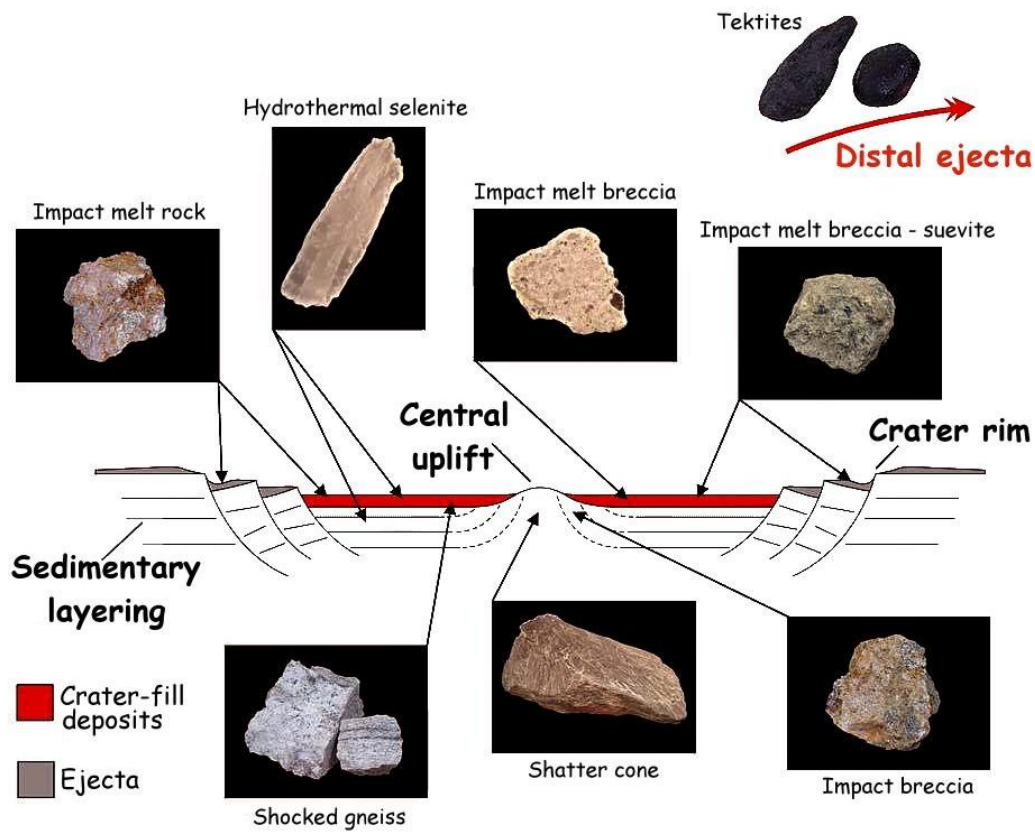 Tektites
Distal ejecta
Hydrothermal selenite
Impact melt rock
Impact melt breccia
Impact melt breccia - suevite
Central
uplift
Crater rim
Sedimentary
layering
Crater-fill
deposits
Ejecta
Shocked gneiss
Shatter cone
Impact breccia